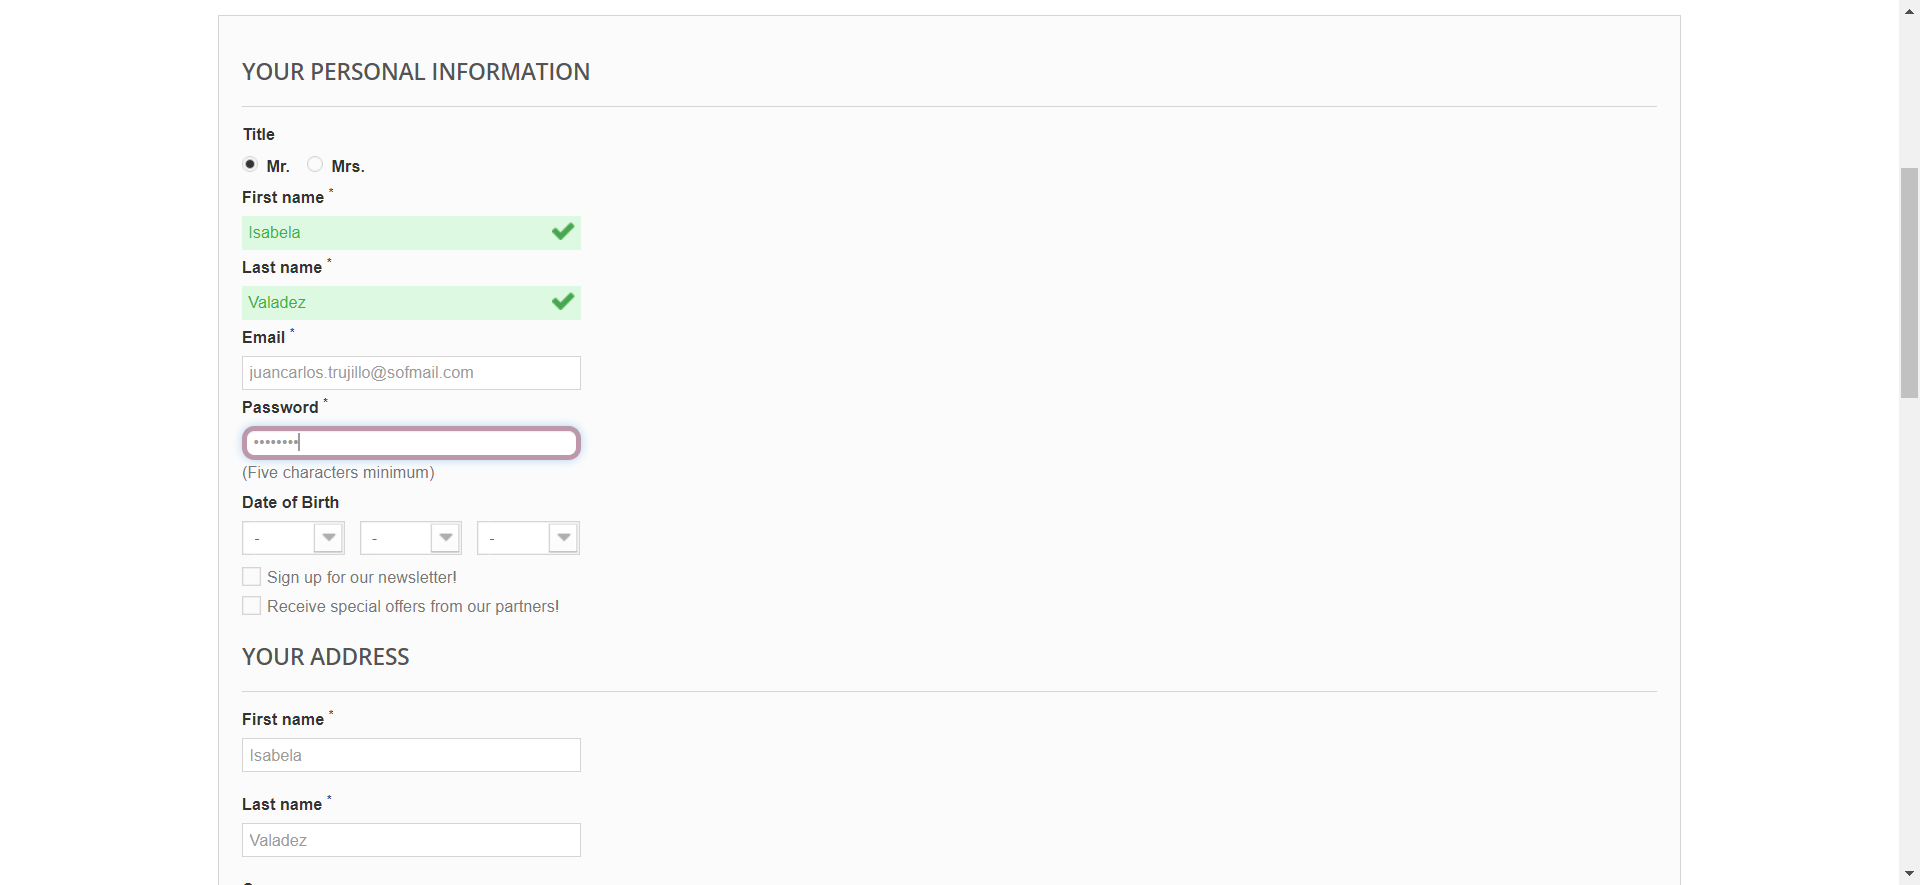 YOUR PERSONAL INFORMATION
Title
Mr. Mrs.
First name *
Isabela
Last name *
Valadez
Email *
juancarlos.trujillo@sofmail.com
Password *
••••••••
(Five characters minimum)
Date of Birth
- - -
Sign up for our newsletter!
Receive special offers from our partners!
YOUR ADDRESS
First name *
Isabela
Last name *
Valadez